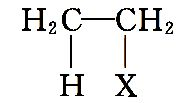 H₂C—CH₂
H X